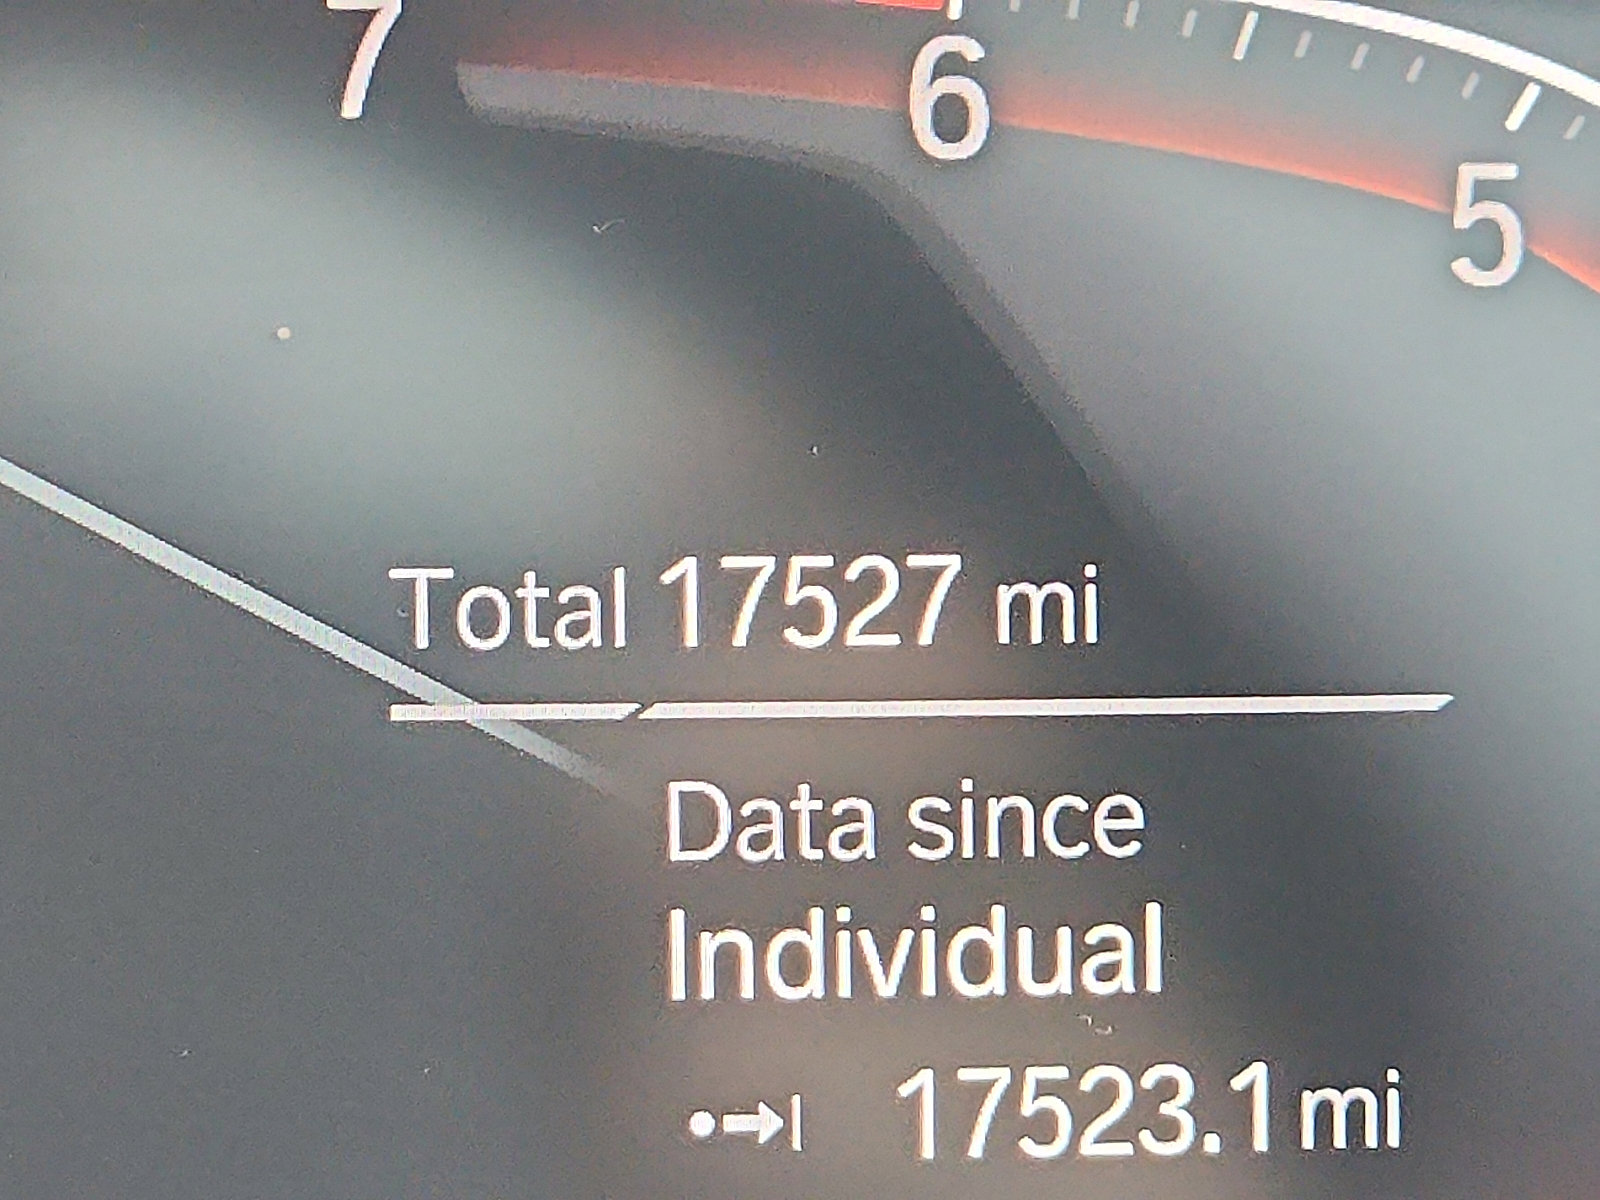 7 6 5
Total 17527 mi
Data since
Individual
17523.1 mi